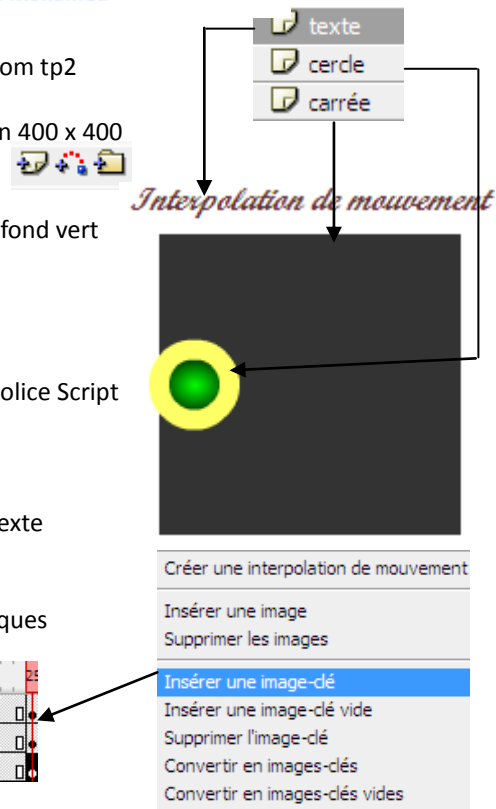 texte
cercle
carrée
om tp2
n 400 x 400
Interpolation de mouvement
fond vert
olice Script
exte
ques
Créer une interpolation de mouvement
Insérer une image
Supprimer les images
Insérer une image-clé
Insérer une image-clé vide
Supprimer l'image-clé
Convertir en images-clés
Convertir en images-clés vides